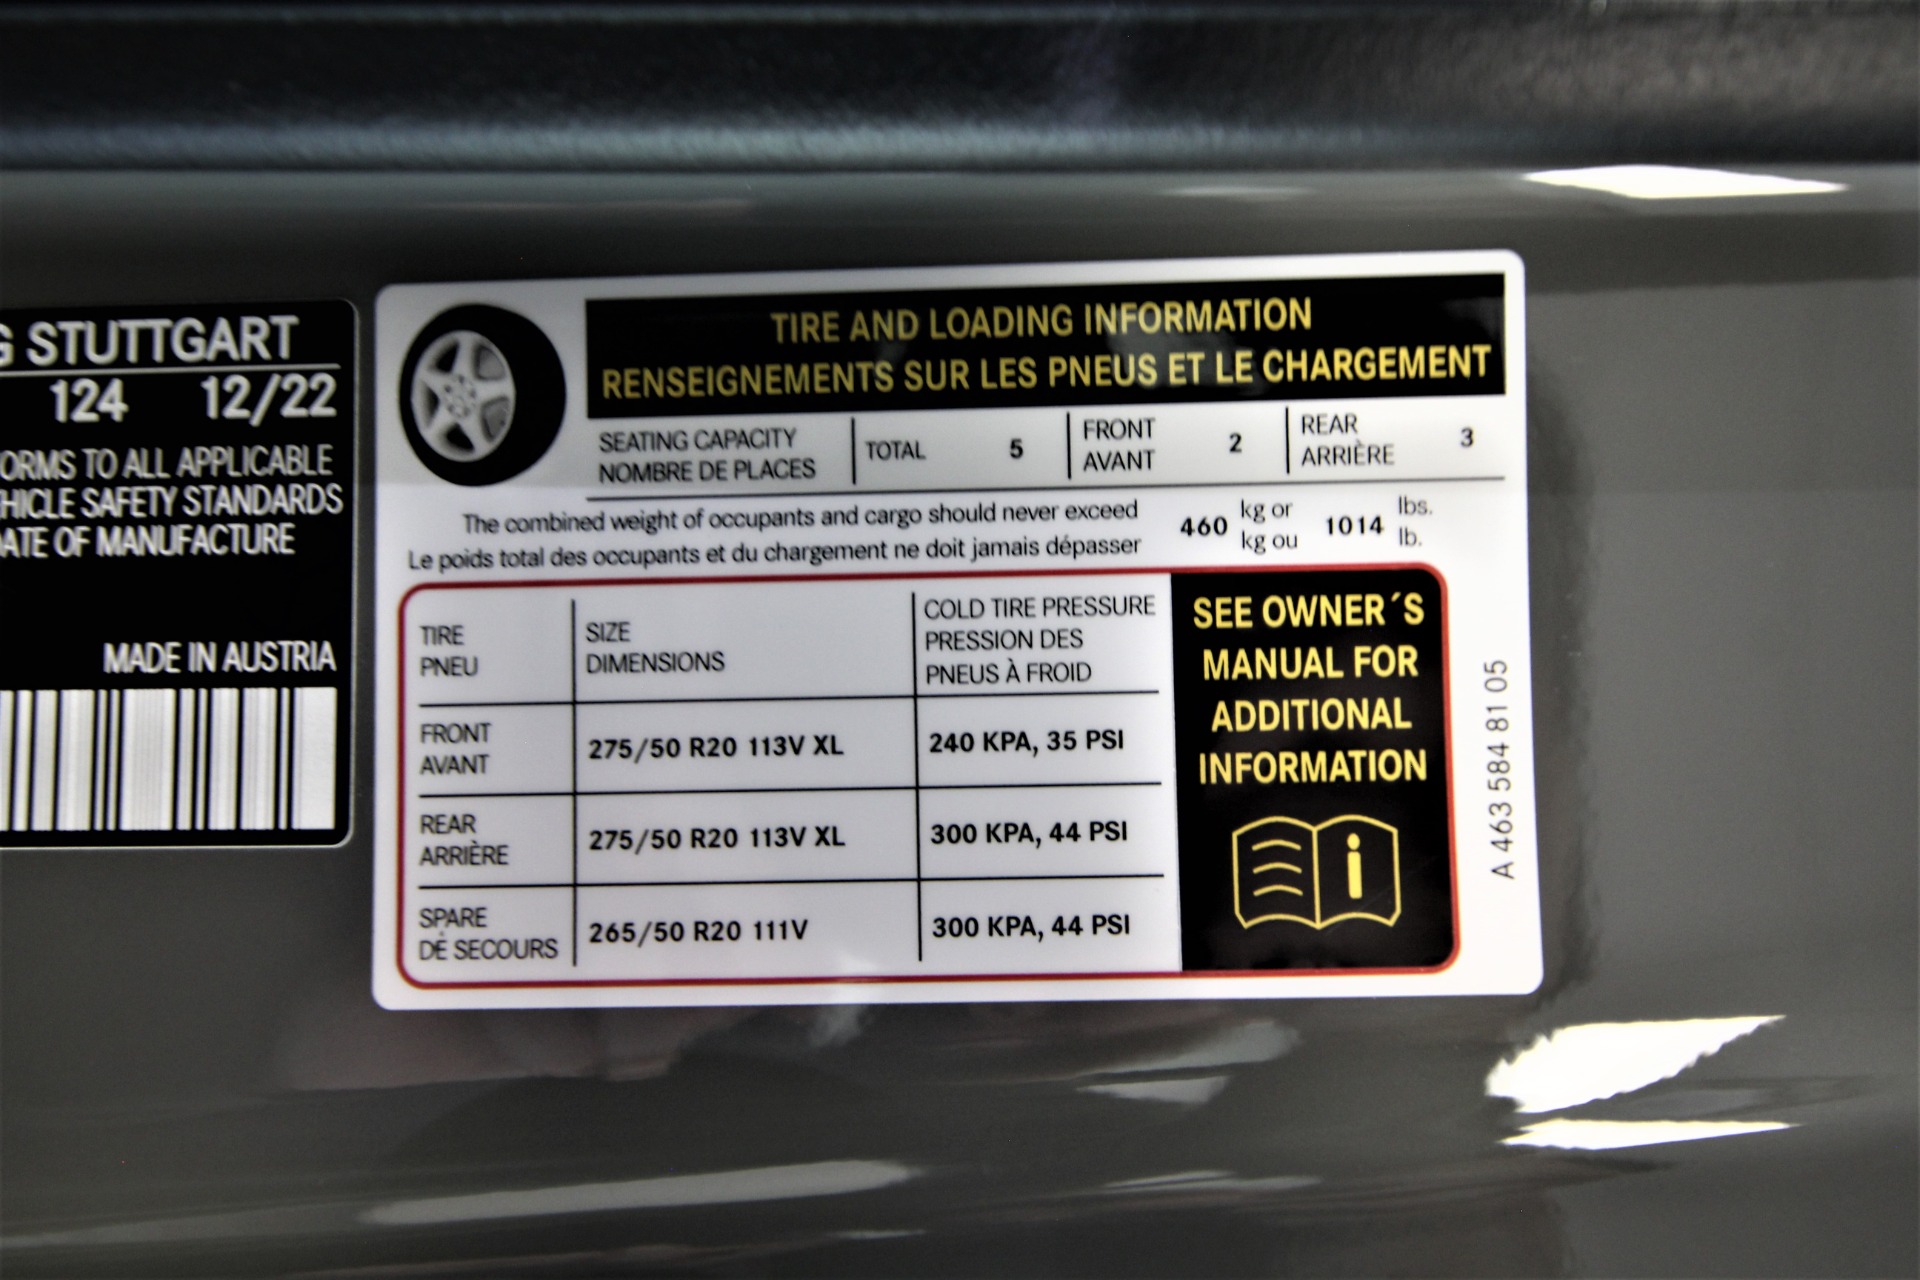 STUTTGART
124 12/22
ORMS TO ALL APPLICABLE
HICLE SAFETY STANDARDS
ATE OF MANUFACTURE
MADE IN AUSTRIA
TIRE AND LOADING INFORMATION
RENSEIGNEMENTS SUR LES PNEUS ET LE CHARGEMENT
SEATING CAPACITY
NOMBRE DE PLACES
TOTAL 5
FRONT
AVANT
2
REAR
ARRIÈRE
3
The combined weight of occupants and cargo should never exceed
Le poids total des occupants et du chargement ne doit jamais dépasser
460 kg or 1014 lbs.
kg ou lb.
TIRE
PNEU
SIZE
DIMENSIONS
COLD TIRE PRESSURE
PRESSION DES
PNEUS À FROID
FRONT
AVANT
275/50 R20 113V XL
240 KPA, 35 PSI
REAR
ARRIÈRE
275/50 R20 113V XL
300 KPA, 44 PSI
SPARE
DE SECOURS
265/50 R20 111V
300 KPA, 44 PSI
SEE OWNER´S
MANUAL FOR
ADDITIONAL
INFORMATION
i
A 463 584 81 05